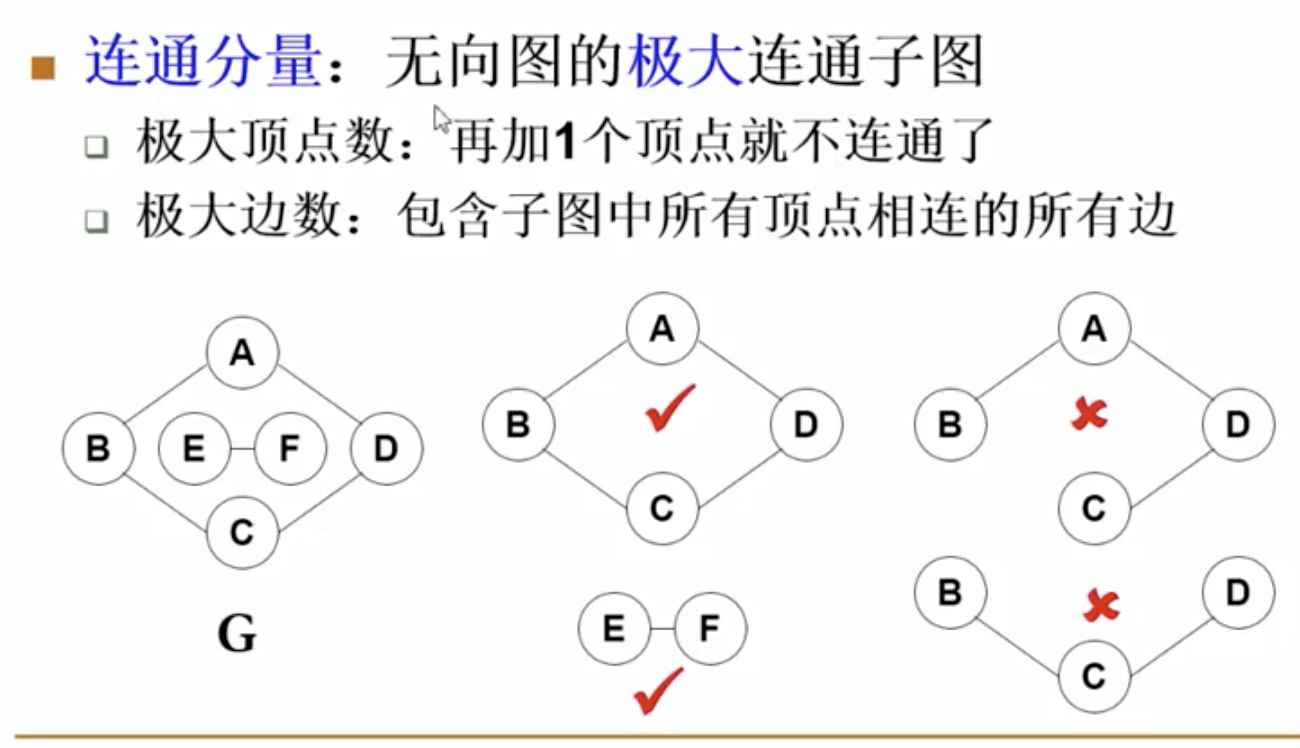 连通分量：无向图的极大连通子图
极大顶点数：再加1个顶点就不连通了
极大边数：包含子图中所有顶点相连的所有边
A
B
E
F
D
C
G
A
B
D
C
E
F
A
B
D
C
B
D
C